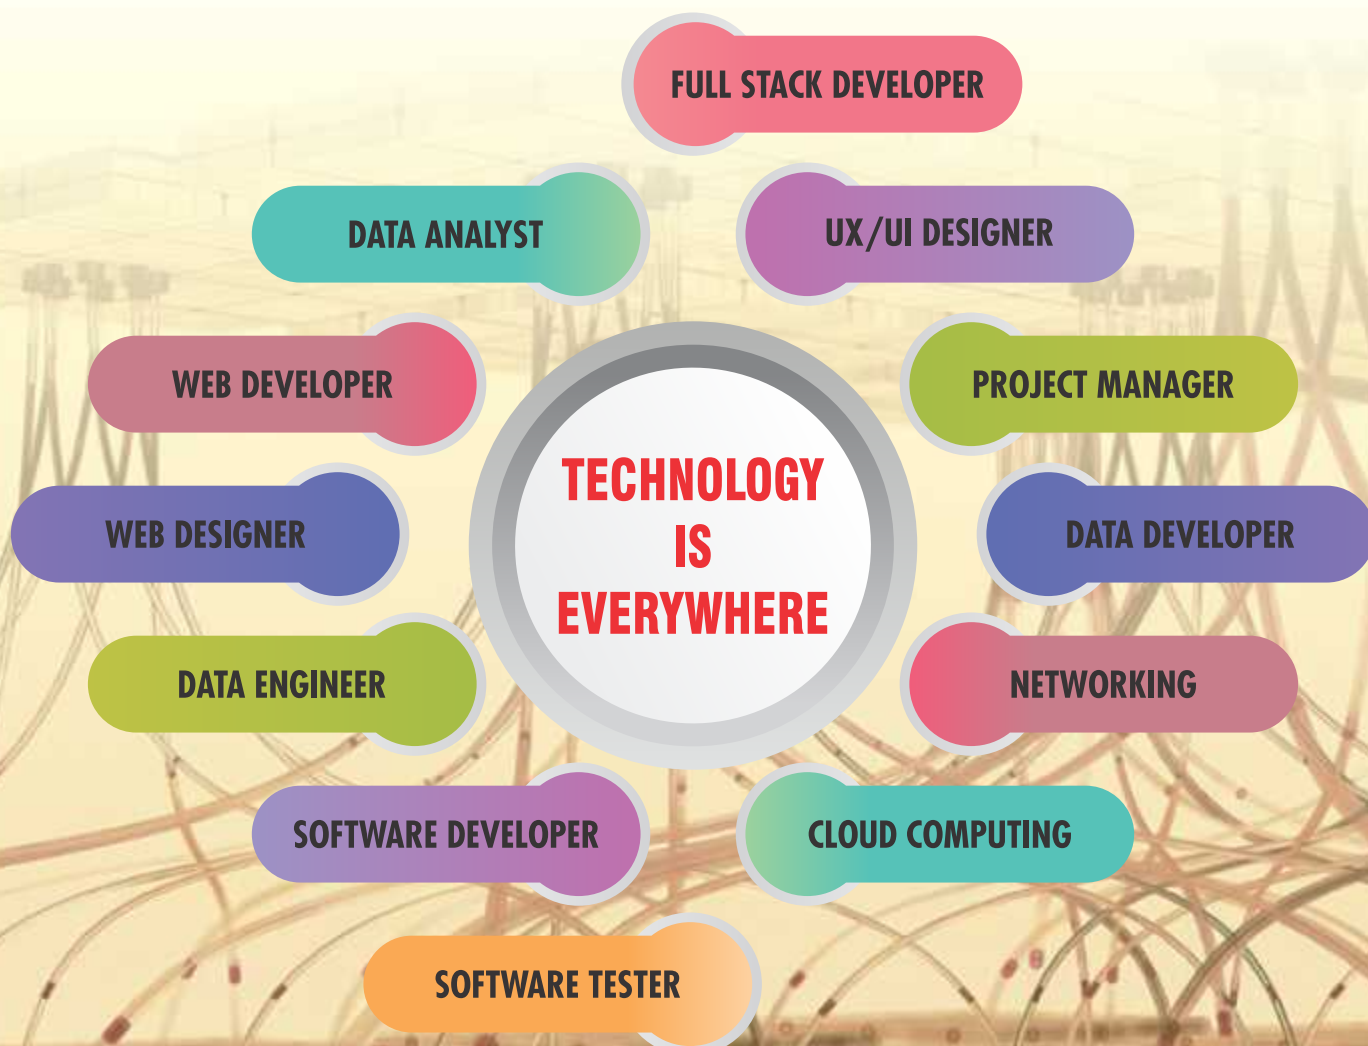 FULL STACK DEVELOPER
DATA ANALYST
UX/UI DESIGNER
WEB DEVELOPER
PROJECT MANAGER
TECHNOLOGY
IS
EVERYWHERE
WEB DESIGNER
DATA DEVELOPER
DATA ENGINEER
NETWORKING
SOFTWARE DEVELOPER
CLOUD COMPUTING
SOFTWARE TESTER